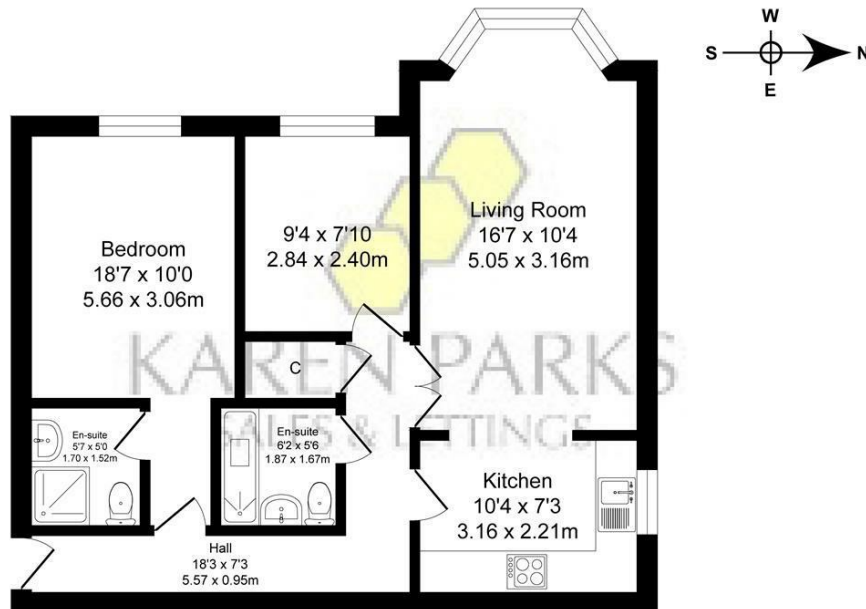 W
S N
E
Bedroom
18'7 x 10'0
5.66 x 3.06m
9'4 x 7'10
2.84 x 2.40m
Living Room
16'7 x 10'4
5.05 x 3.16m
KAREN PARKS
SALES & LETTINGS
C
En-suite
5'7 x 5'0
1.70 x 1.52m
En-suite
6'2 x 5'6
1.87 x 1.67m
Kitchen
10'4 x 7'3
3.16 x 2.21m
Hall
18'3 x 7'3
5.57 x 0.95m